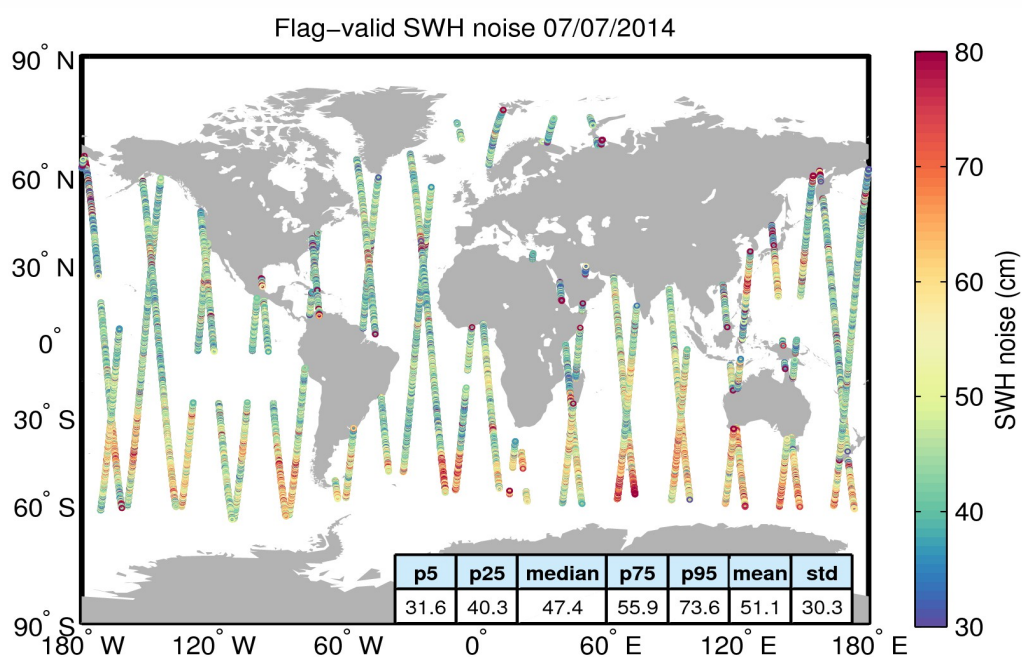 Flag−valid SWH noise 07/07/2014
90° N
60° N
30° N
0°
30° S
60° S
90° S
180° W
120° W
60° W
0°
60° E
120° E
180° E
p5 p25 median p75 p95 mean std
31.6 40.3 47.4 55.9 73.6 51.1 30.3
80
70
60
50
40
30
SWH noise (cm)